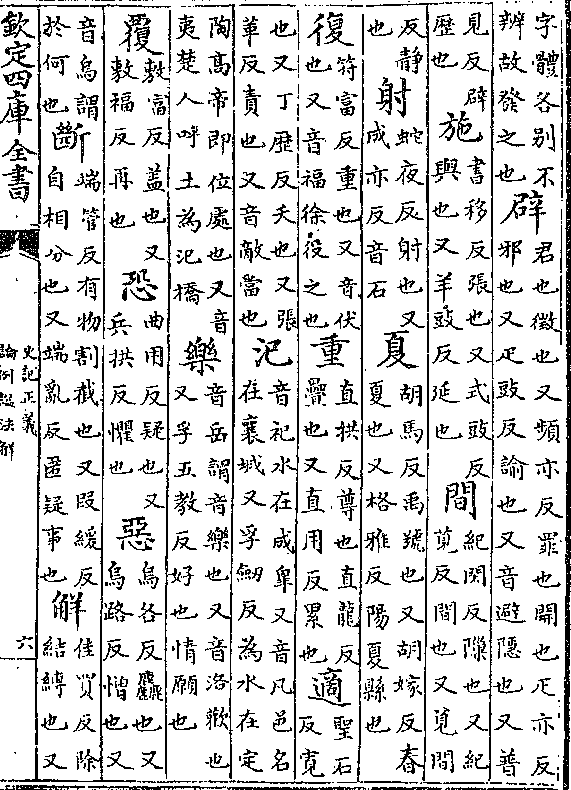 字體各別不辨故發之也辟君也徵也又頻亦反罪也開也疋亦反邪也又疋豉反諭也又音避隱也又普
見反辟歷也施書移反張也又式豉反與也又羊豉反延也間紀閑反隟也又紀莧反間也又覓間
反静也射蛇夜反射也又成亦反音石夏胡馬反禹號也又胡嫁反春夏也又格雅反陽夏縣也
復符富反重也又音伏也又音福徐役之也重直拱反尊也直龍反疊也又直用反累也適聖石反寛
也又丁歷反夭也又張革反責也又音敵當也汜音祀水在成臯又音凡邑名在襄城又孚劒反為水在定
陶高帝即位處也又音夷楚人呼土為汜橋樂音岳謂音樂也又音洛歡也又孚五教反好也情願也
覆敷富反盖也又敷福反再也恐曲用反疑也又兵拱反懼也惡烏各反麤也又烏路反憎也又
音烏謂於何也斷端管反有物割截也又段緩反自相分也又端亂反匿疑事也解佳買反除結縛也又
欽定四庫全書
史記正義
論例諡法解
六